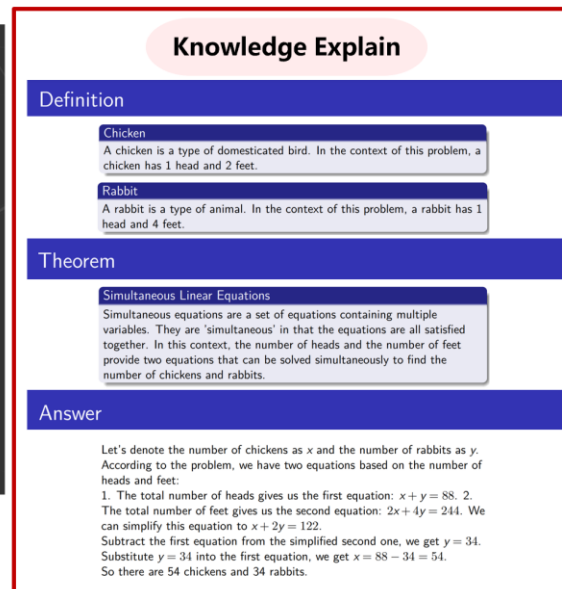 Knowledge Explain
Definition
Chicken
A chicken is a type of domesticated bird. In the context of this problem, a
chicken has 1 head and 2 feet.
Rabbit
A rabbit is a type of animal. In the context of this problem, a rabbit has 1
head and 4 feet.
Theorem
Simultaneous Linear Equations
Simultaneous equations are a set of equations containing multiple
variables. They are 'simultaneous' in that the equations are all satisfied
together. In this context, the number of heads and the number of feet
provide two equations that can be solved simultaneously to find the
number of chickens and rabbits.
Answer
Let's denote the number of chickens as x and the number of rabbits as y.
According to the problem, we have two equations based on the number of
heads and feet:
1. The total number of heads gives us the first equation: x + y = 88. 2.
The total number of feet gives us the second equation: 2x + 4y = 244. We
can simplify this equation to x + 2y = 122.
Subtract the first equation from the simplified second one, we get y = 34.
Substitute y = 34 into the first equation, we get x = 88 − 34 = 54.
So there are 54 chickens and 34 rabbits.